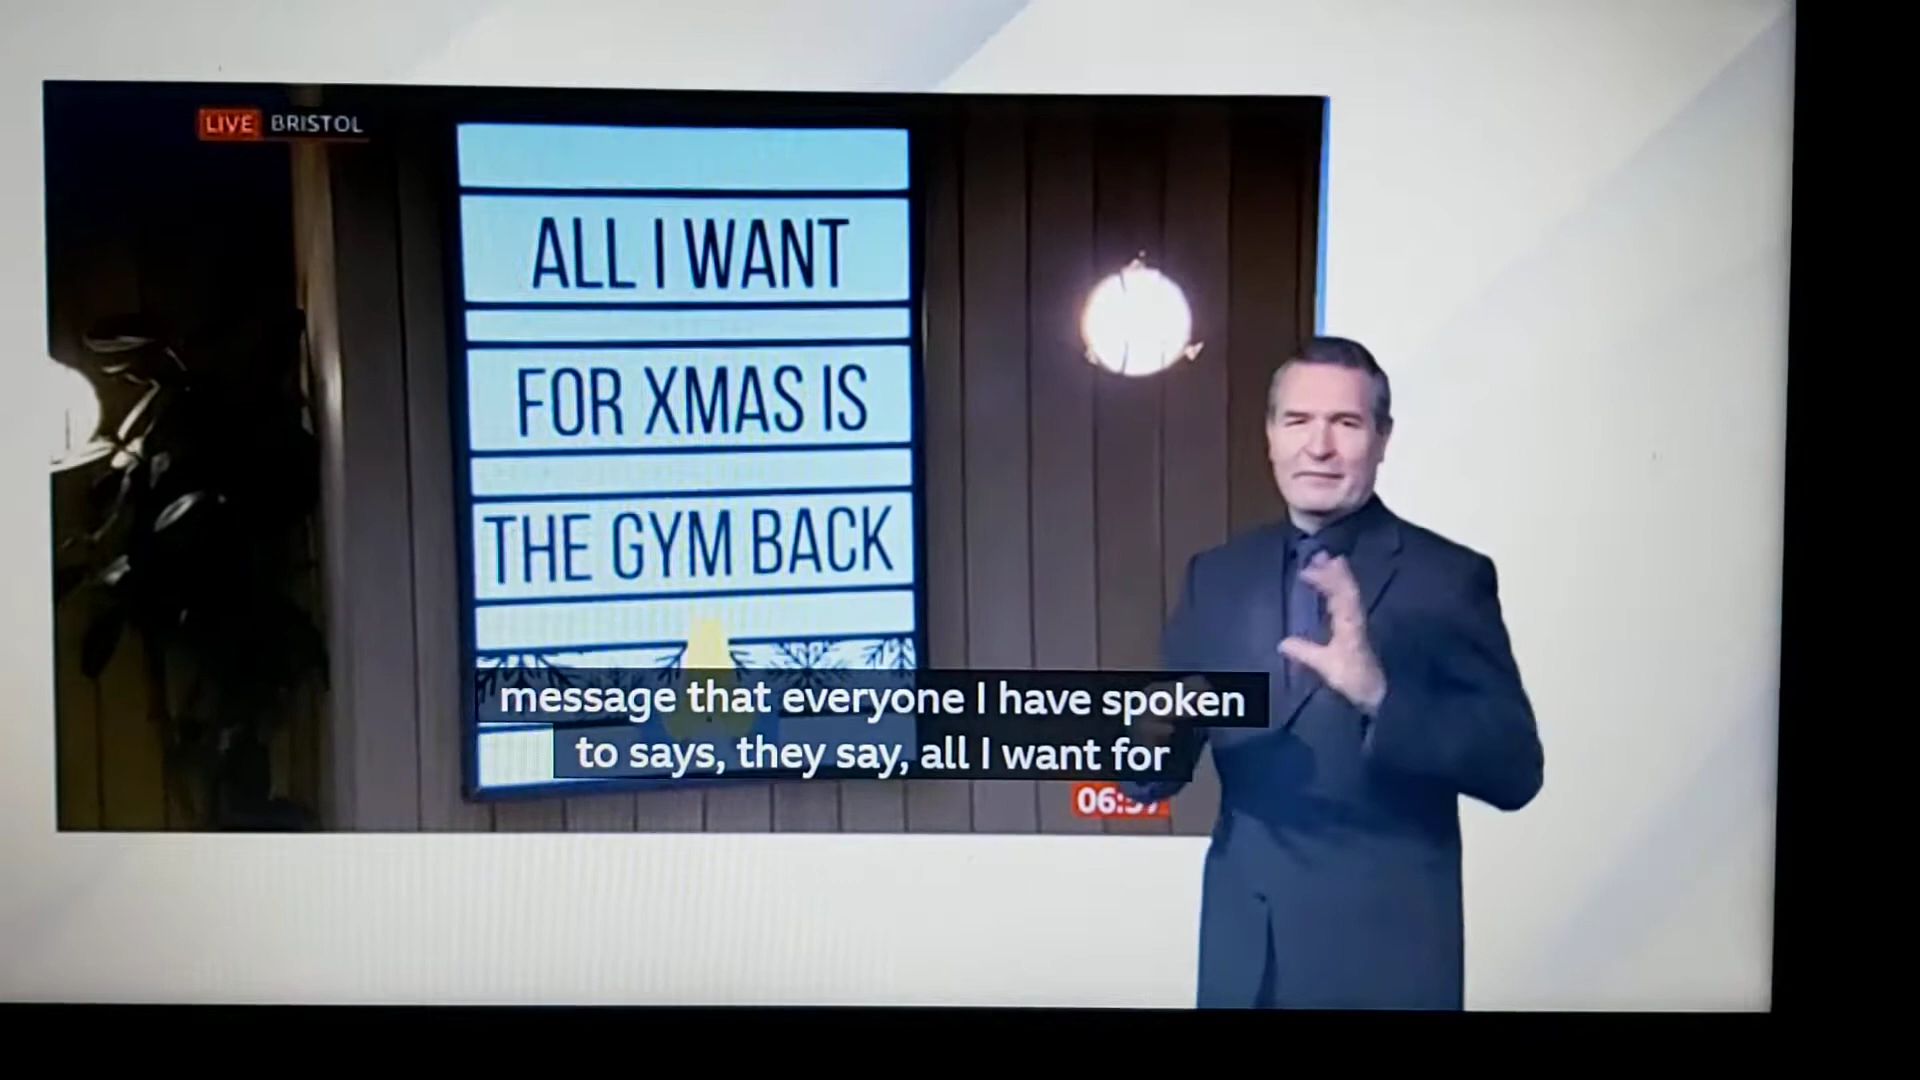 LIVE BRISTOL
ALL I WANT
FOR XMAS IS
THE GYM BACK
message that everyone I have spoken
to says, they say, all I want for